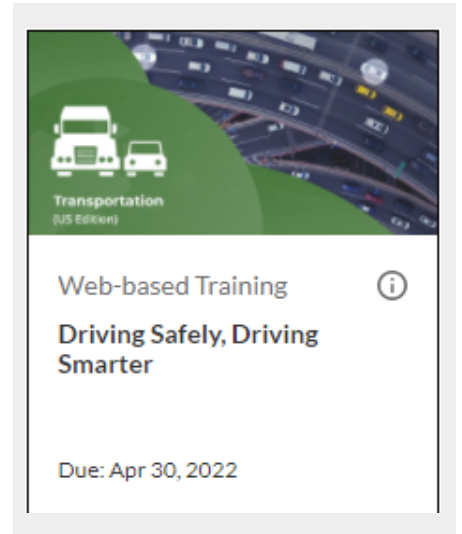 Transportation
(US Edition)
Web-based Training
Driving Safely, Driving
Smarter
Due: Apr 30, 2022